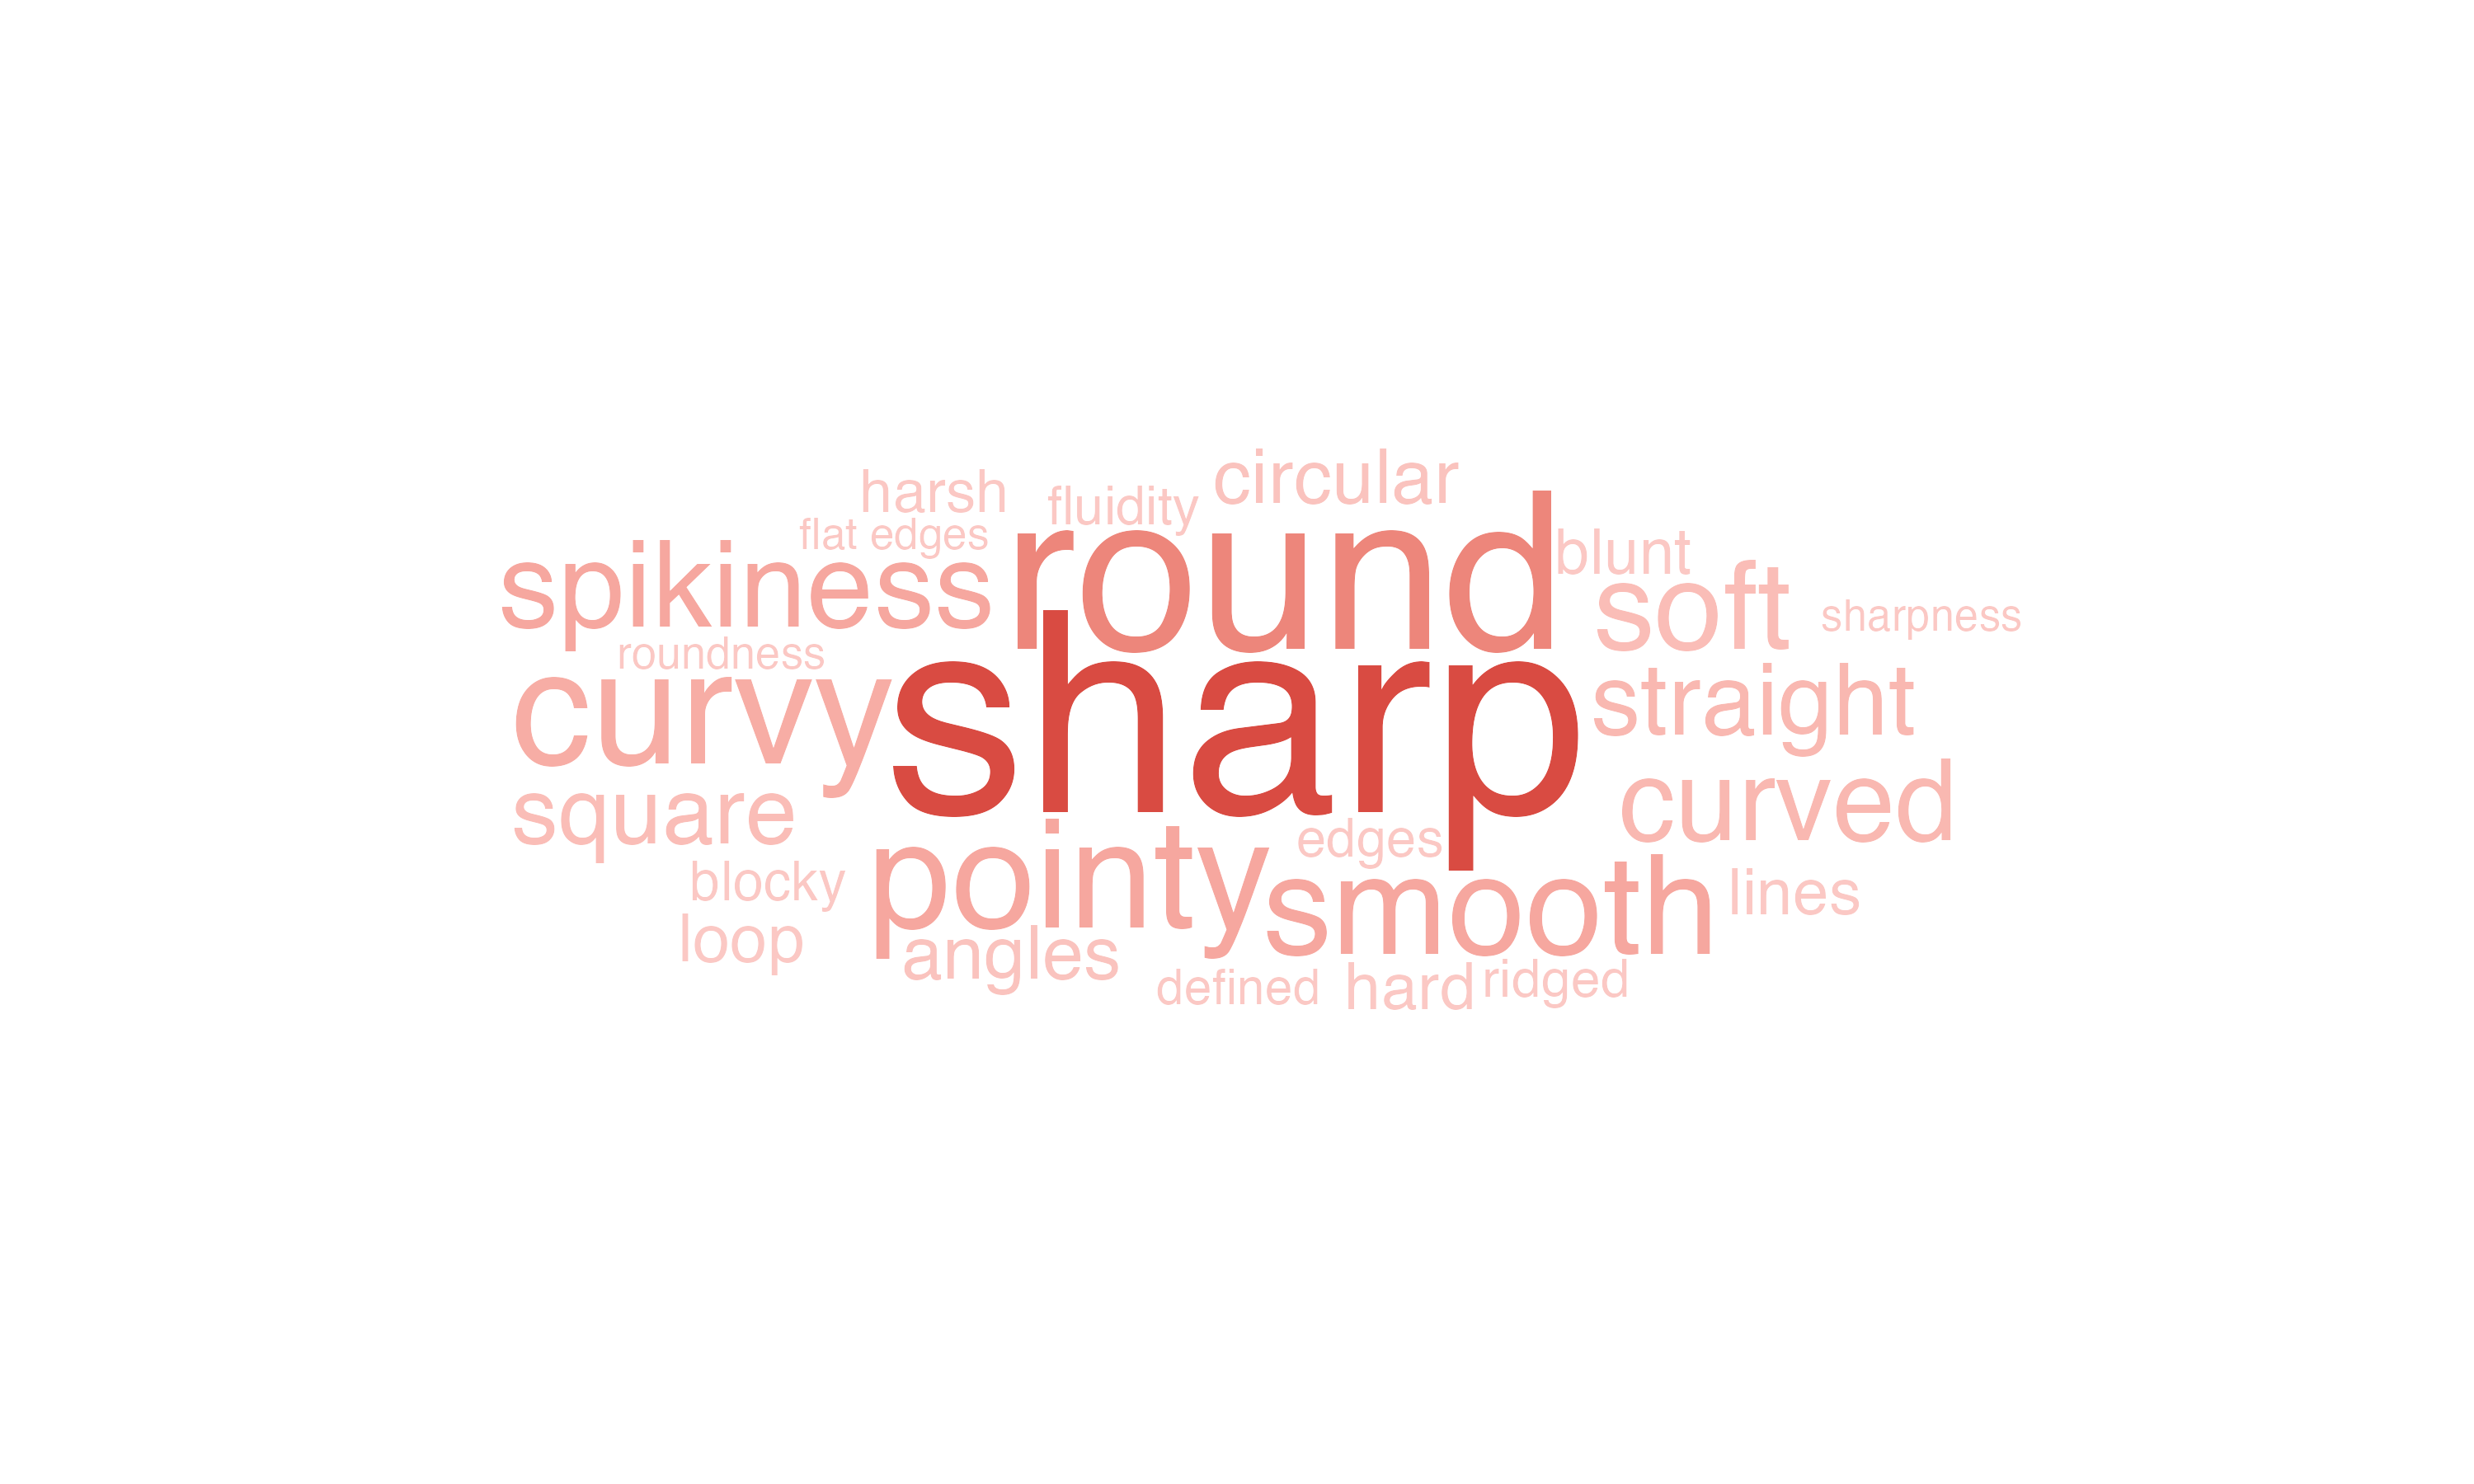 circular
harsh
fluidity
flat edges
round
blunt
spikiness
soft
sharpness
roundness
sharp
straight
curvy
curved
square
edges
pointy
smooth
blocky
lines
loop
angles
defined
hard
ridged